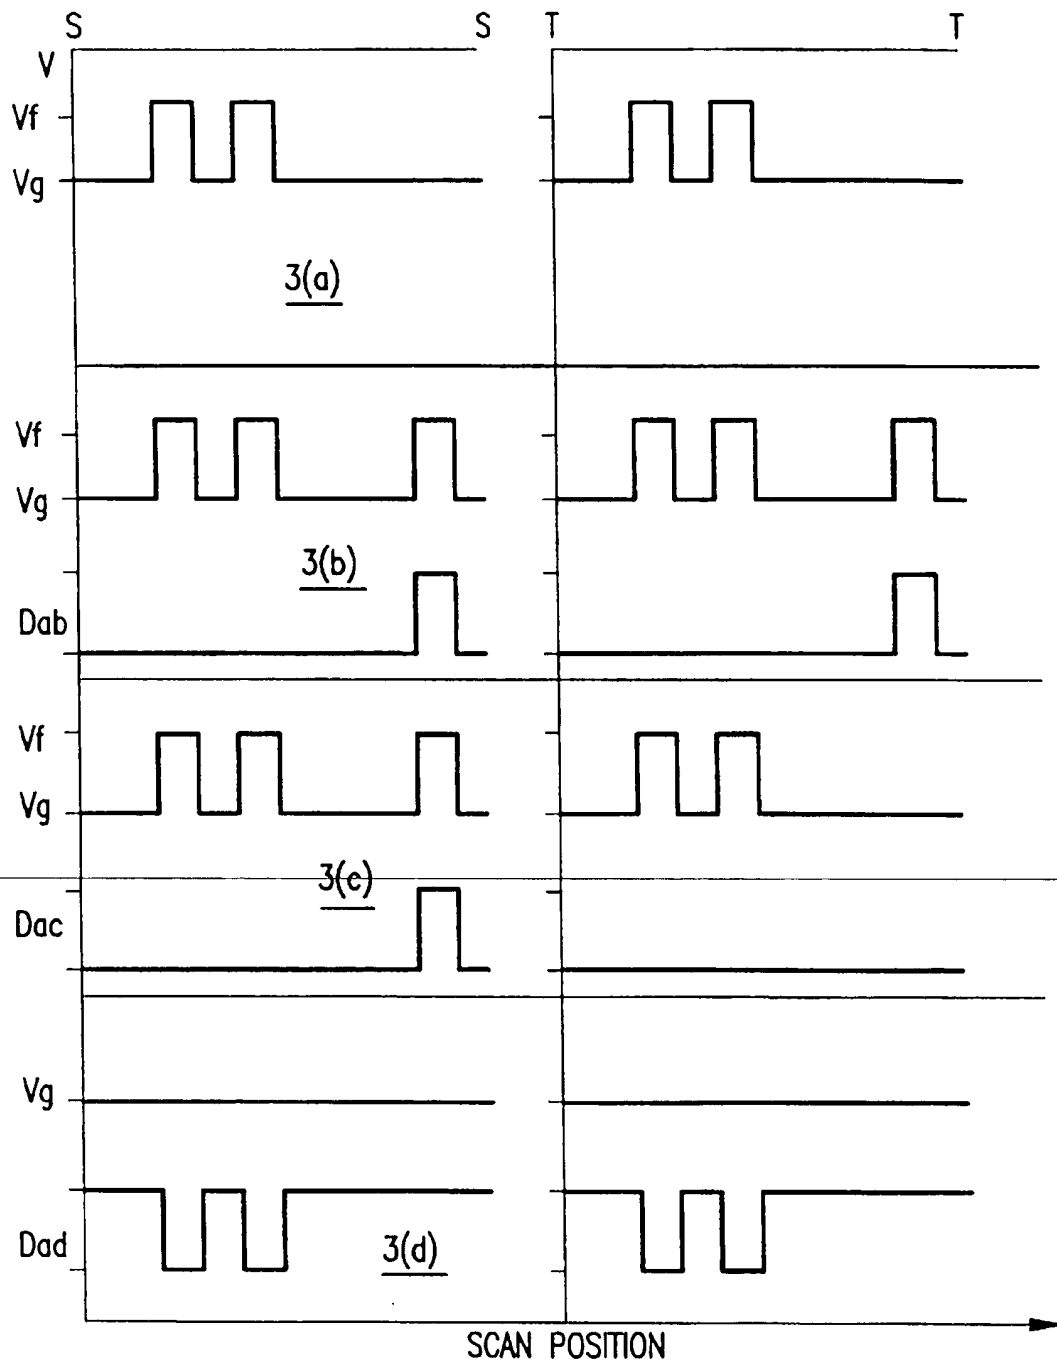 S S T T
V
Vf
Vg
3(a)
Vf
Vg
3(b)
Dab
Vf
Vg
3(c)
Dac
Vg
Dad
3(d)
SCAN POSITION